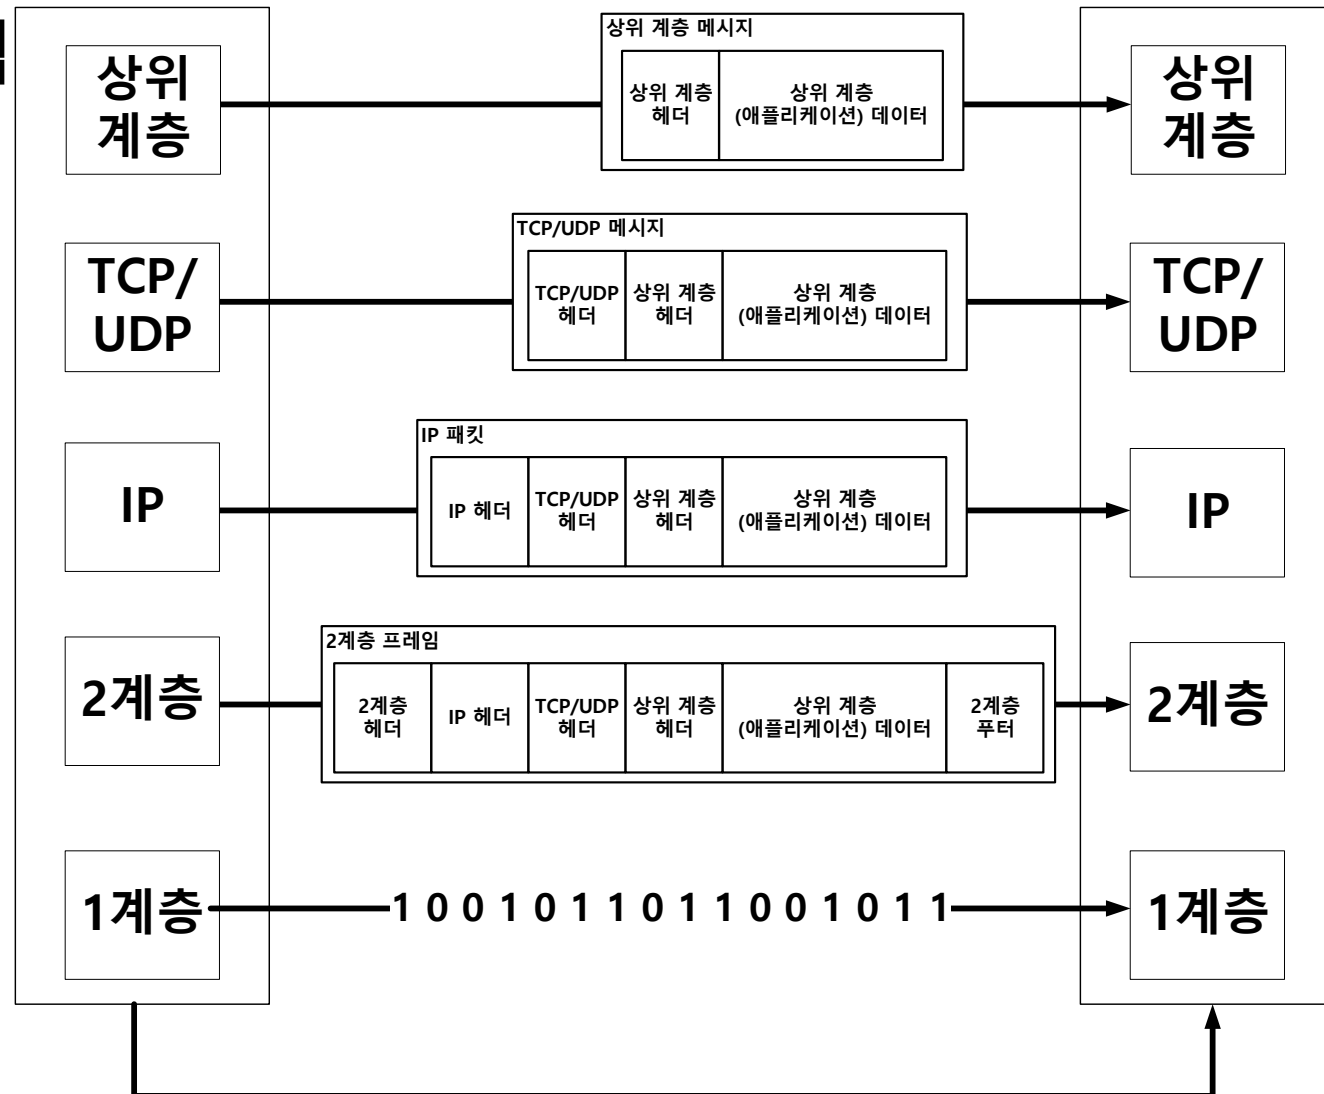 상위 계층 메시지
상위
계층
상위 계층
헤더
상위 계층
(애플리케이션) 데이터
상위
계층
TCP/UDP 메시지
TCP/
UDP
TCP/UDP
헤더
상위 계층
헤더
상위 계층
(애플리케이션) 데이터
TCP/
UDP
IP 패킷
IP
IP 헤더
TCP/UDP
헤더
상위 계층
헤더
상위 계층
(애플리케이션) 데이터
IP
2계층 프레임
2계층
2계층
헤더
IP 헤더
TCP/UDP
헤더
상위 계층
헤더
상위 계층
(애플리케이션) 데이터
2계층
푸터
2계층
1계층
1 0 0 1 0 1 1 0 1 1 0 0 1 0 1 1
1계층